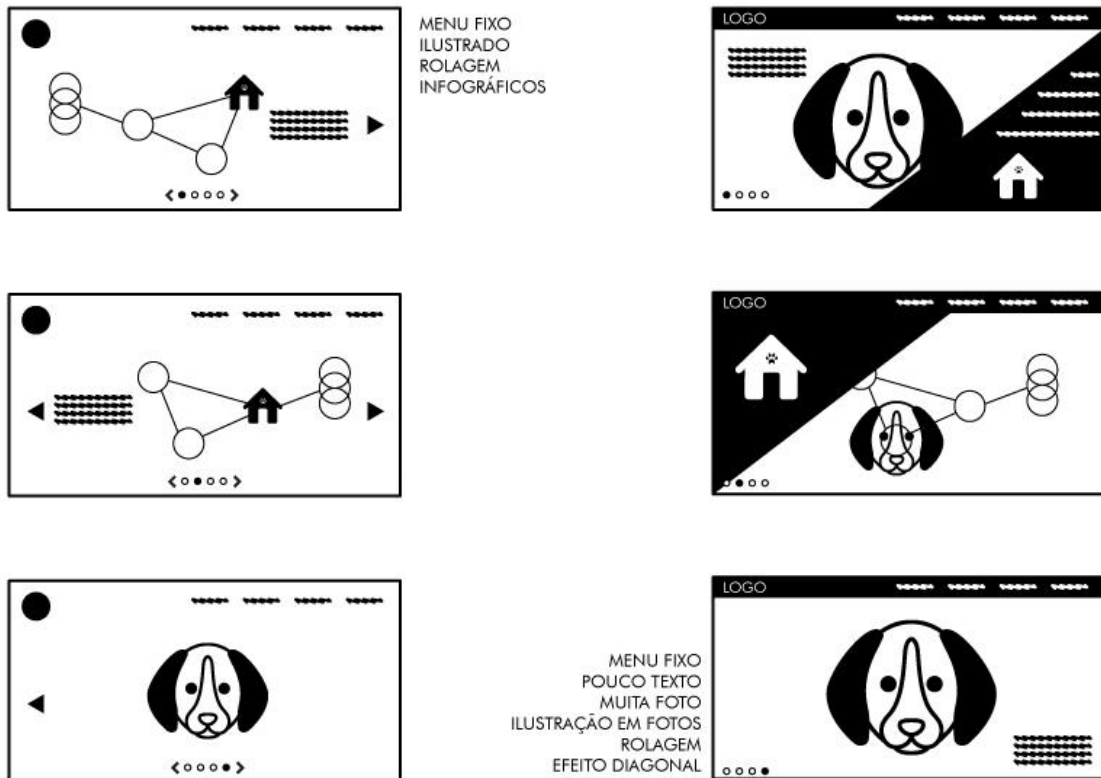 MENU FIXO
ILUSTRADO
ROLAGEM
INFOGRÁFICOS
LOGO
LOGO
MENU FIXO
POUCO TEXTO
MUITA FOTO
ILUSTRAÇÃO EM FOTOS
ROLAGEM
EFEITO DIAGONAL
LOGO